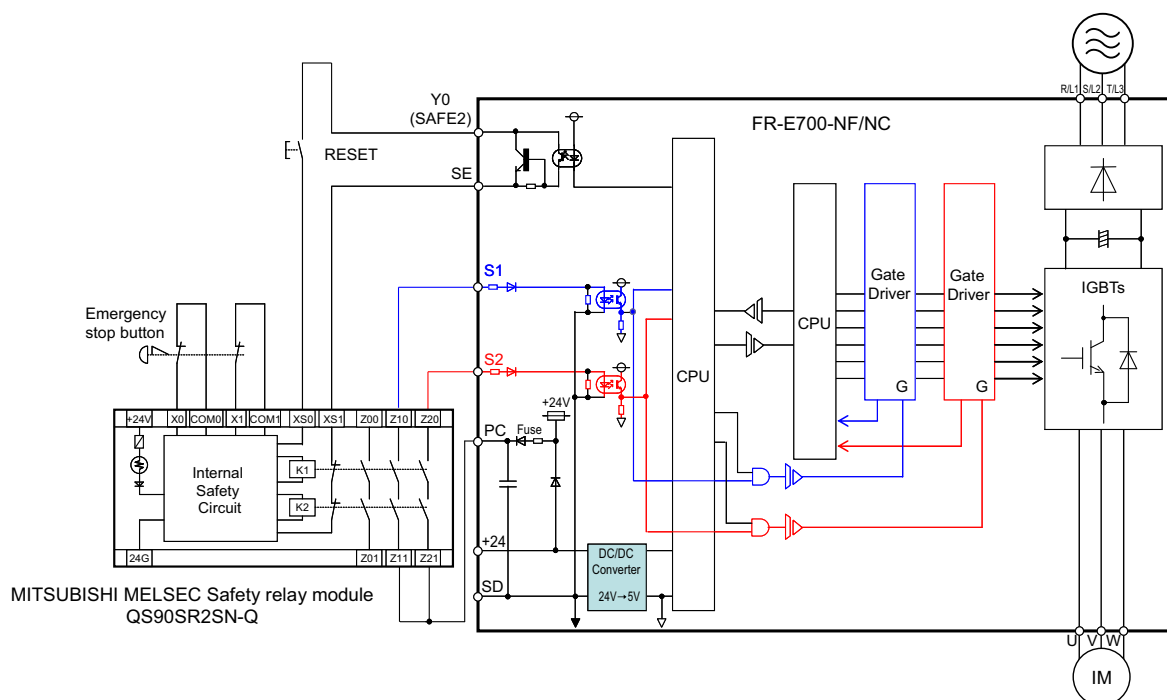 R/L1 S/L2 T/L3
Y0
(SAFE2)
FR-E700-NF/NC
RESET
SE
S1
Gate
Driver
Gate
Driver
IGBTs
Emergency
stop button
CPU
S2
CPU
G
G
+24V
+24V X0 COM0 X1 COM1 XS0 XS1 Z00 Z10 Z20
PC
Fuse
Internal
Safety
Circuit
K1
K2
+24
24G Z01 Z11 Z21
DC/DC
Converter
24V→5V
SD
MITSUBISHI MELSEC Safety relay module
QS90SR2SN-Q
U V W
IM